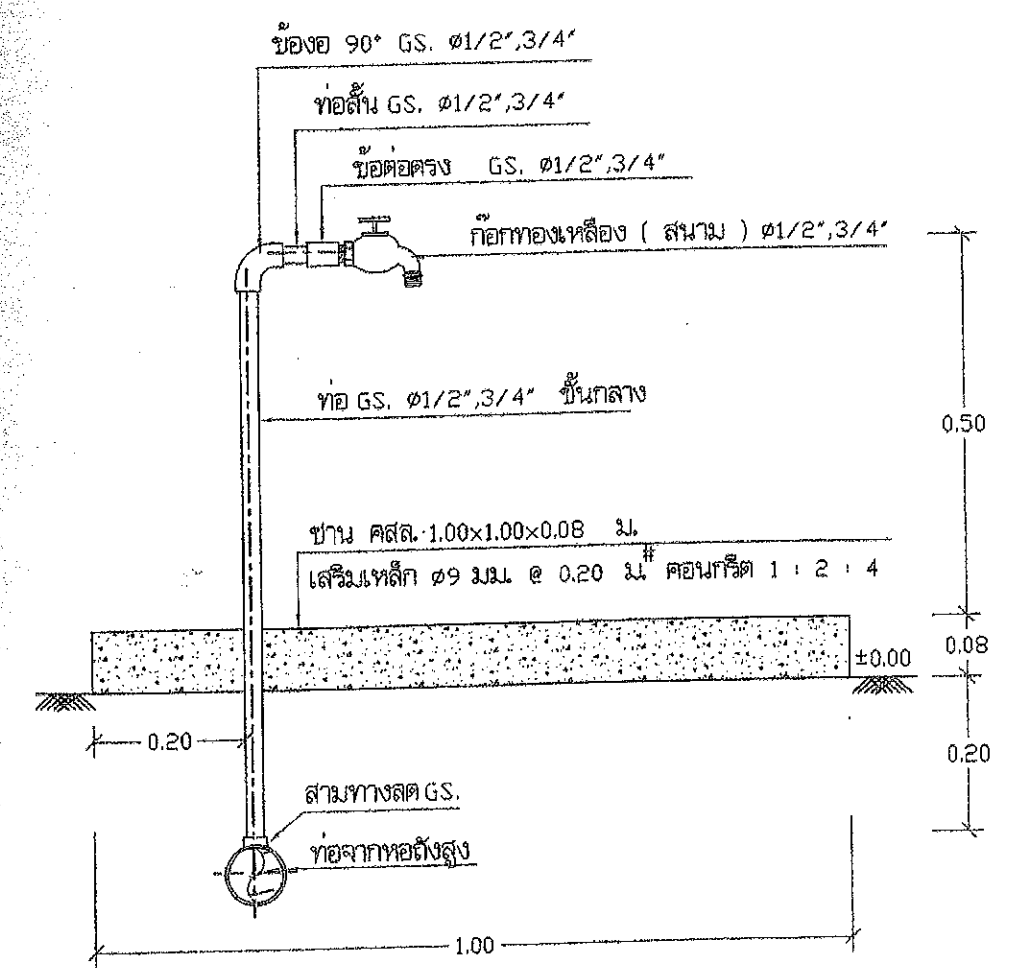 ข้องอ 90° GS. ø1/2",3/4"
ท่อสั้น GS. ø1/2",3/4"
ข้อต่อตรง GS. ø1/2",3/4"
ก๊อกทองเหลือง ( สนาม ) ø1/2",3/4"
ท่อ GS. ø1/2",3/4" ชั้นกลาง
0.50
ชาน คสล. 1.00x1.00x0.08 ม.
เสริมเหล็ก ø9 มม. @ 0.20 ม.# คอนกรีต 1 : 2 : 4
±0.00
0.08
0.20
0.20
สามทางลด GS.
ท่อจากหอถังสูง
1.00